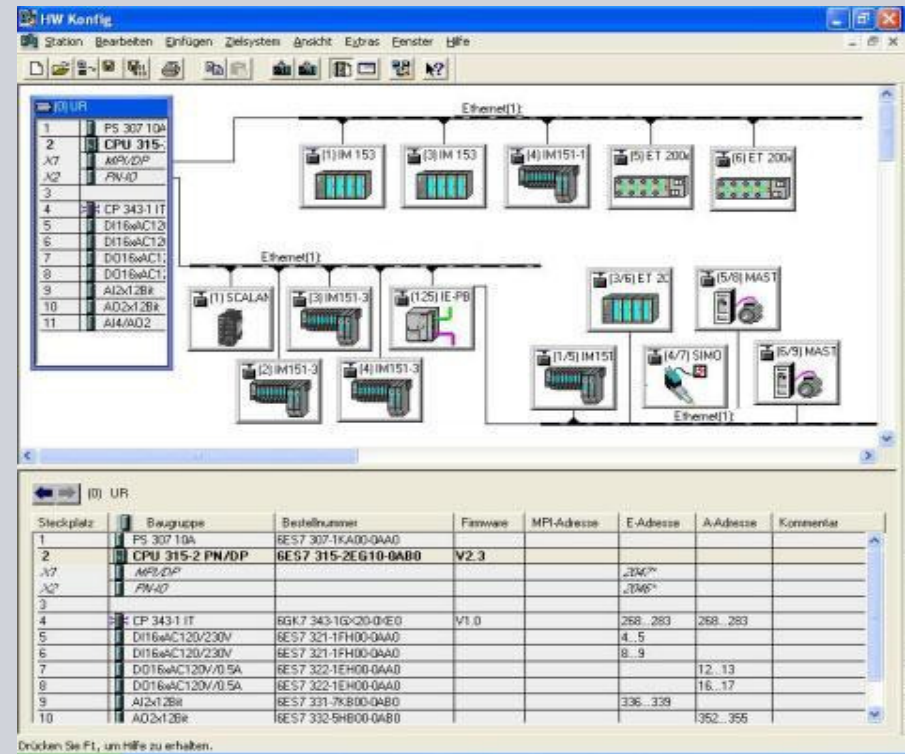 HW Konfig
Station Bearbeiten Einfügen Zielsystem Ansicht Extras Fenster Hilfe
(0) UR
1 PS 307 10A
2 CPU 315-
X1 MPI/DP
X2 PN-IO
3
4 CP 343-1 IT
5 DI16xAC12
6 DI16xAC12
7 DO16xAC1
8 DO16xAC1
9 AI2x12Bit
10 AO2x12Bit
11 AI4/AO2
Ethernet(1):
(1) IM 153
(3) IM 153
(4) IM151-1
(5) ET 200
(6) ET 200
Ethernet(1):
(1) SCALAN
(3) IM151-3
(125) IE-PB
(2) IM151-3
(4) IM151-3
(3/6) ET 20
(5/8) MAST
(1/5) IM151
(4/7) SIMO
(6/9) MAST
Ethernet(1):
(0) UR
Steckplatz Baugruppe Bestellnummer Firmware MPI-Adresse E-Adresse A-Adresse Kommentar
1 PS 307 10A 6ES7 307-1KA00-0AA0
2 CPU 315-2 PN/DP 6ES7 315-2EG10-0AB0 V2.3
X1 MPI/DP 2047*
X2 PN-IO 2046*
3
4 CP 343-1 IT 6GK7 343-1GX20-0XE0 V1.0 268...283 268...283
5 DI16xAC120/230V 6ES7 321-1FH00-0AA0 4...5
6 DI16xAC120/230V 6ES7 321-1FH00-0AA0 8...9
7 DO16xAC120V/0.5A 6ES7 322-1EH00-0AA0 12...13
8 DO16xAC120V/0.5A 6ES7 322-1EH00-0AA0 16...17
9 AI2x12Bit 6ES7 331-7KB00-0AB0 336...339
10 AO2x12Bit 6ES7 332-5HB00-0AB0 352...355
Drücken Sie F1, um Hilfe zu erhalten.